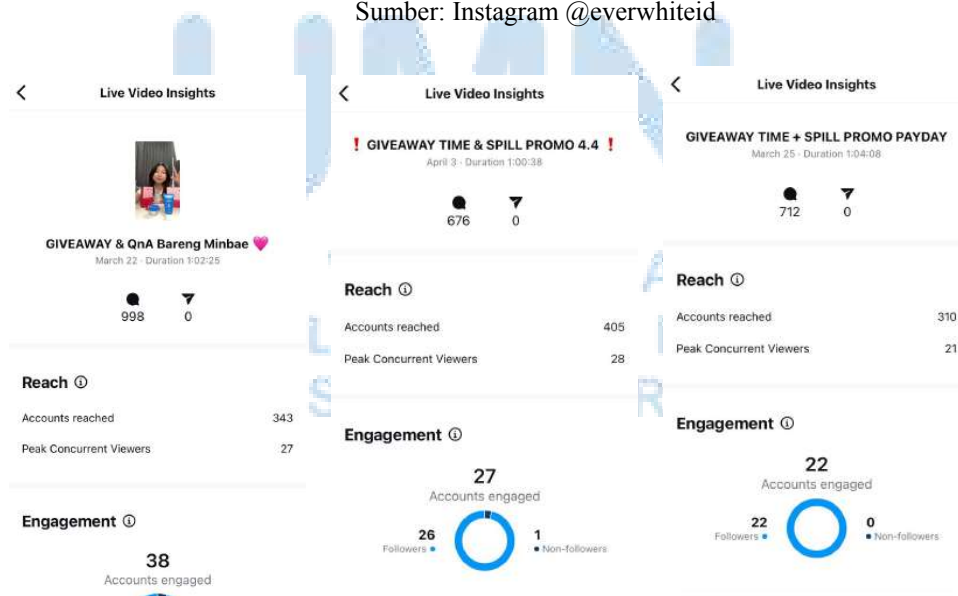 Sumber: Instagram @everwhiteid
Live Video Insights
GIVEAWAY & QnA Bareng Minbae 💗
March 22 · Duration 1:02:25
998 0
Reach
Accounts reached 343
Peak Concurrent Viewers 27
Engagement
38
Accounts engaged
Live Video Insights
❗ GIVEAWAY TIME & SPILL PROMO 4.4 ❗
April 3 · Duration 1:00:38
676 0
Reach
Accounts reached 405
Peak Concurrent Viewers 28
Engagement
27
Accounts engaged
26 1
Followers Non-followers
Live Video Insights
GIVEAWAY TIME + SPILL PROMO PAYDAY
March 25 · Duration 1:04:08
712 0
Reach
Accounts reached 310
Peak Concurrent Viewers 21
Engagement
22
Accounts engaged
22 0
Followers Non-followers